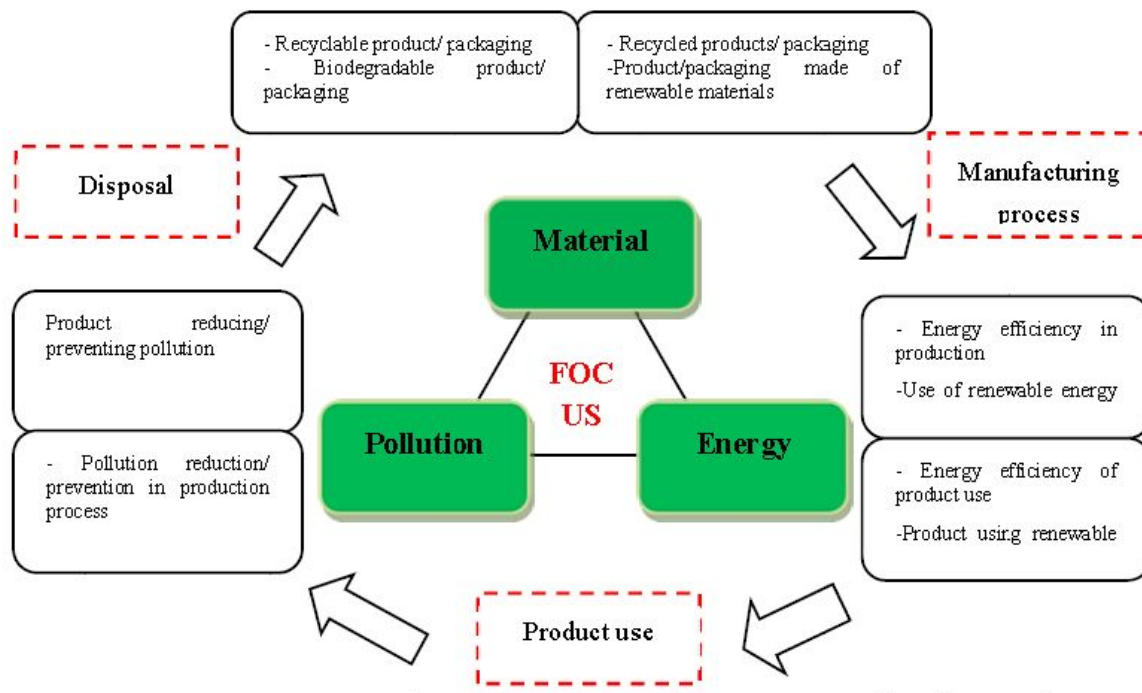 - Recyclable product/ packaging
- Biodegradable product/
packaging
- Recycled products/ packaging
-Product/packaging made of
renewable materials
Disposal
Manufacturing
process
Material
Product reducing/
preventing pollution
- Energy efficiency in
production
-Use of renewable energy
FOC
US
Pollution
Energy
- Pollution reduction/
prevention in production
process
- Energy efficiency of
product use
-Product using renewable
Product use